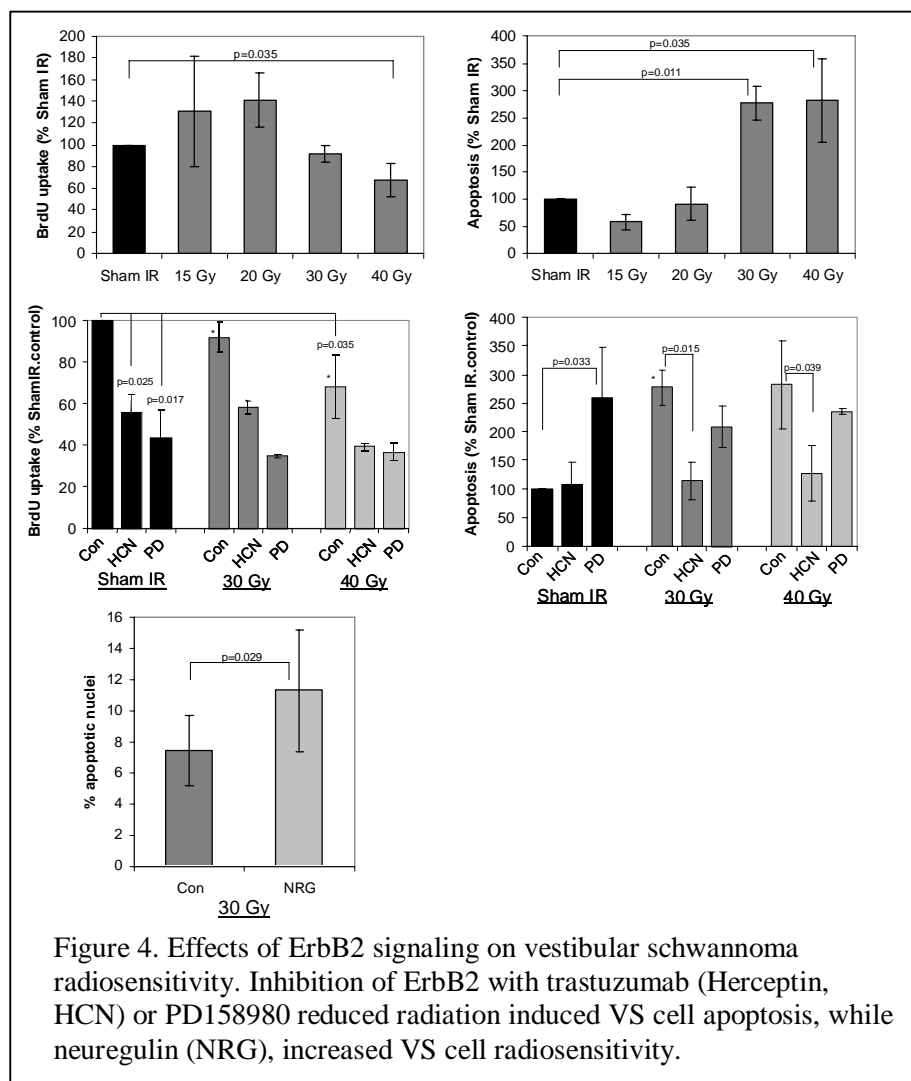 200
180
160
140
120
100
80
60
40
20
0
BrdU uptake (% Sham IR)
p=0.035
Sham IR 15 Gy 20 Gy 30 Gy 40 Gy
400
350
300
250
200
150
100
50
0
Apoptosis (% Sham IR)
p=0.035
p=0.011
Sham IR 15 Gy 20 Gy 30 Gy 40 Gy
100
80
60
40
20
0
BrdU uptake (% ShamIR.control)
p=0.025
p=0.017
*
p=0.035
*
Con HCN PD Con HCN PD Con HCN PD
Sham IR 30 Gy 40 Gy
400
350
300
250
200
150
100
50
0
Apoptosis (% Sham IR.control)
p=0.033
*
p=0.015
p=0.039
Con HCN PD Con HCN PD Con HCN PD
Sham IR 30 Gy 40 Gy
16
14
12
10
8
6
4
2
0
% apoptotic nuclei
p=0.029
Con NRG
30 Gy
Figure 4. Effects of ErbB2 signaling on vestibular schwannoma
radiosensitivity. Inhibition of ErbB2 with trastuzumab (Herceptin,
HCN) or PD158980 reduced radiation induced VS cell apoptosis, while
neuregulin (NRG), increased VS cell radiosensitivity.